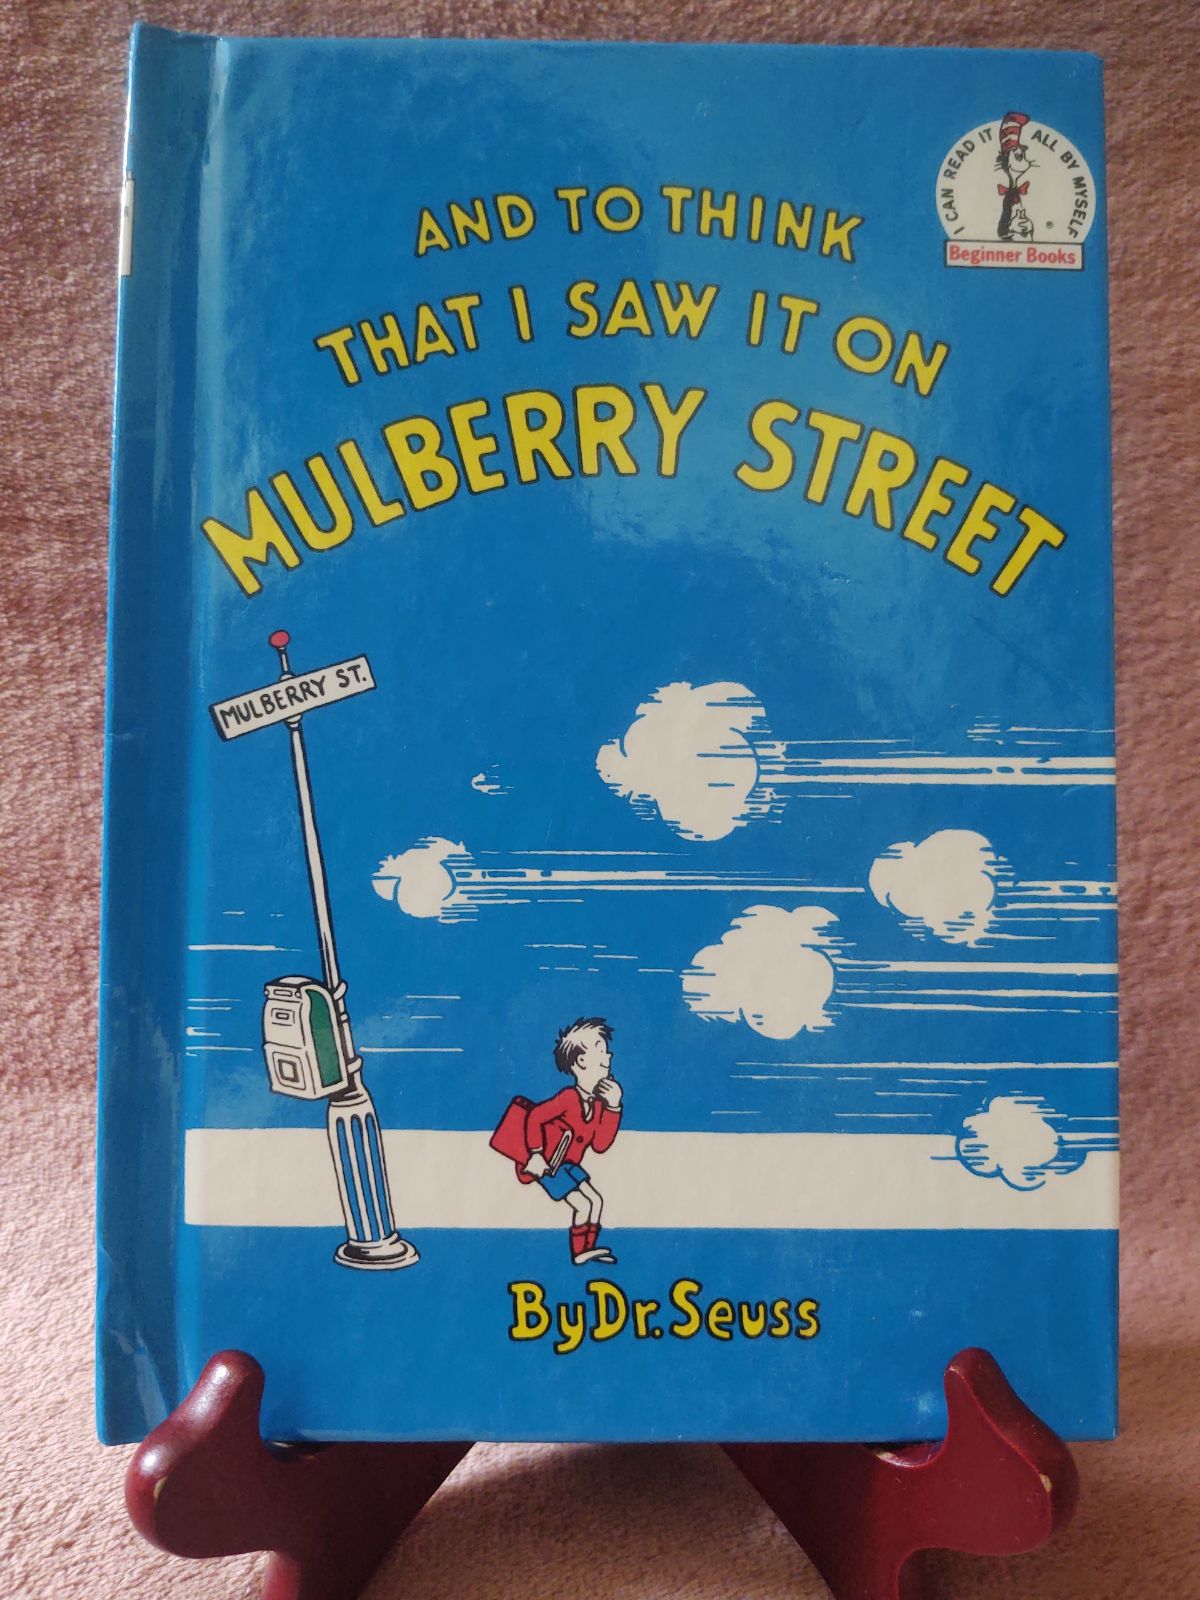 I CAN READ IT ALL BY MYSELF
Beginner Books
AND TO THINK
THAT I SAW IT ON
MULBERRY STREET
MULBERRY ST.
By Dr. Seuss